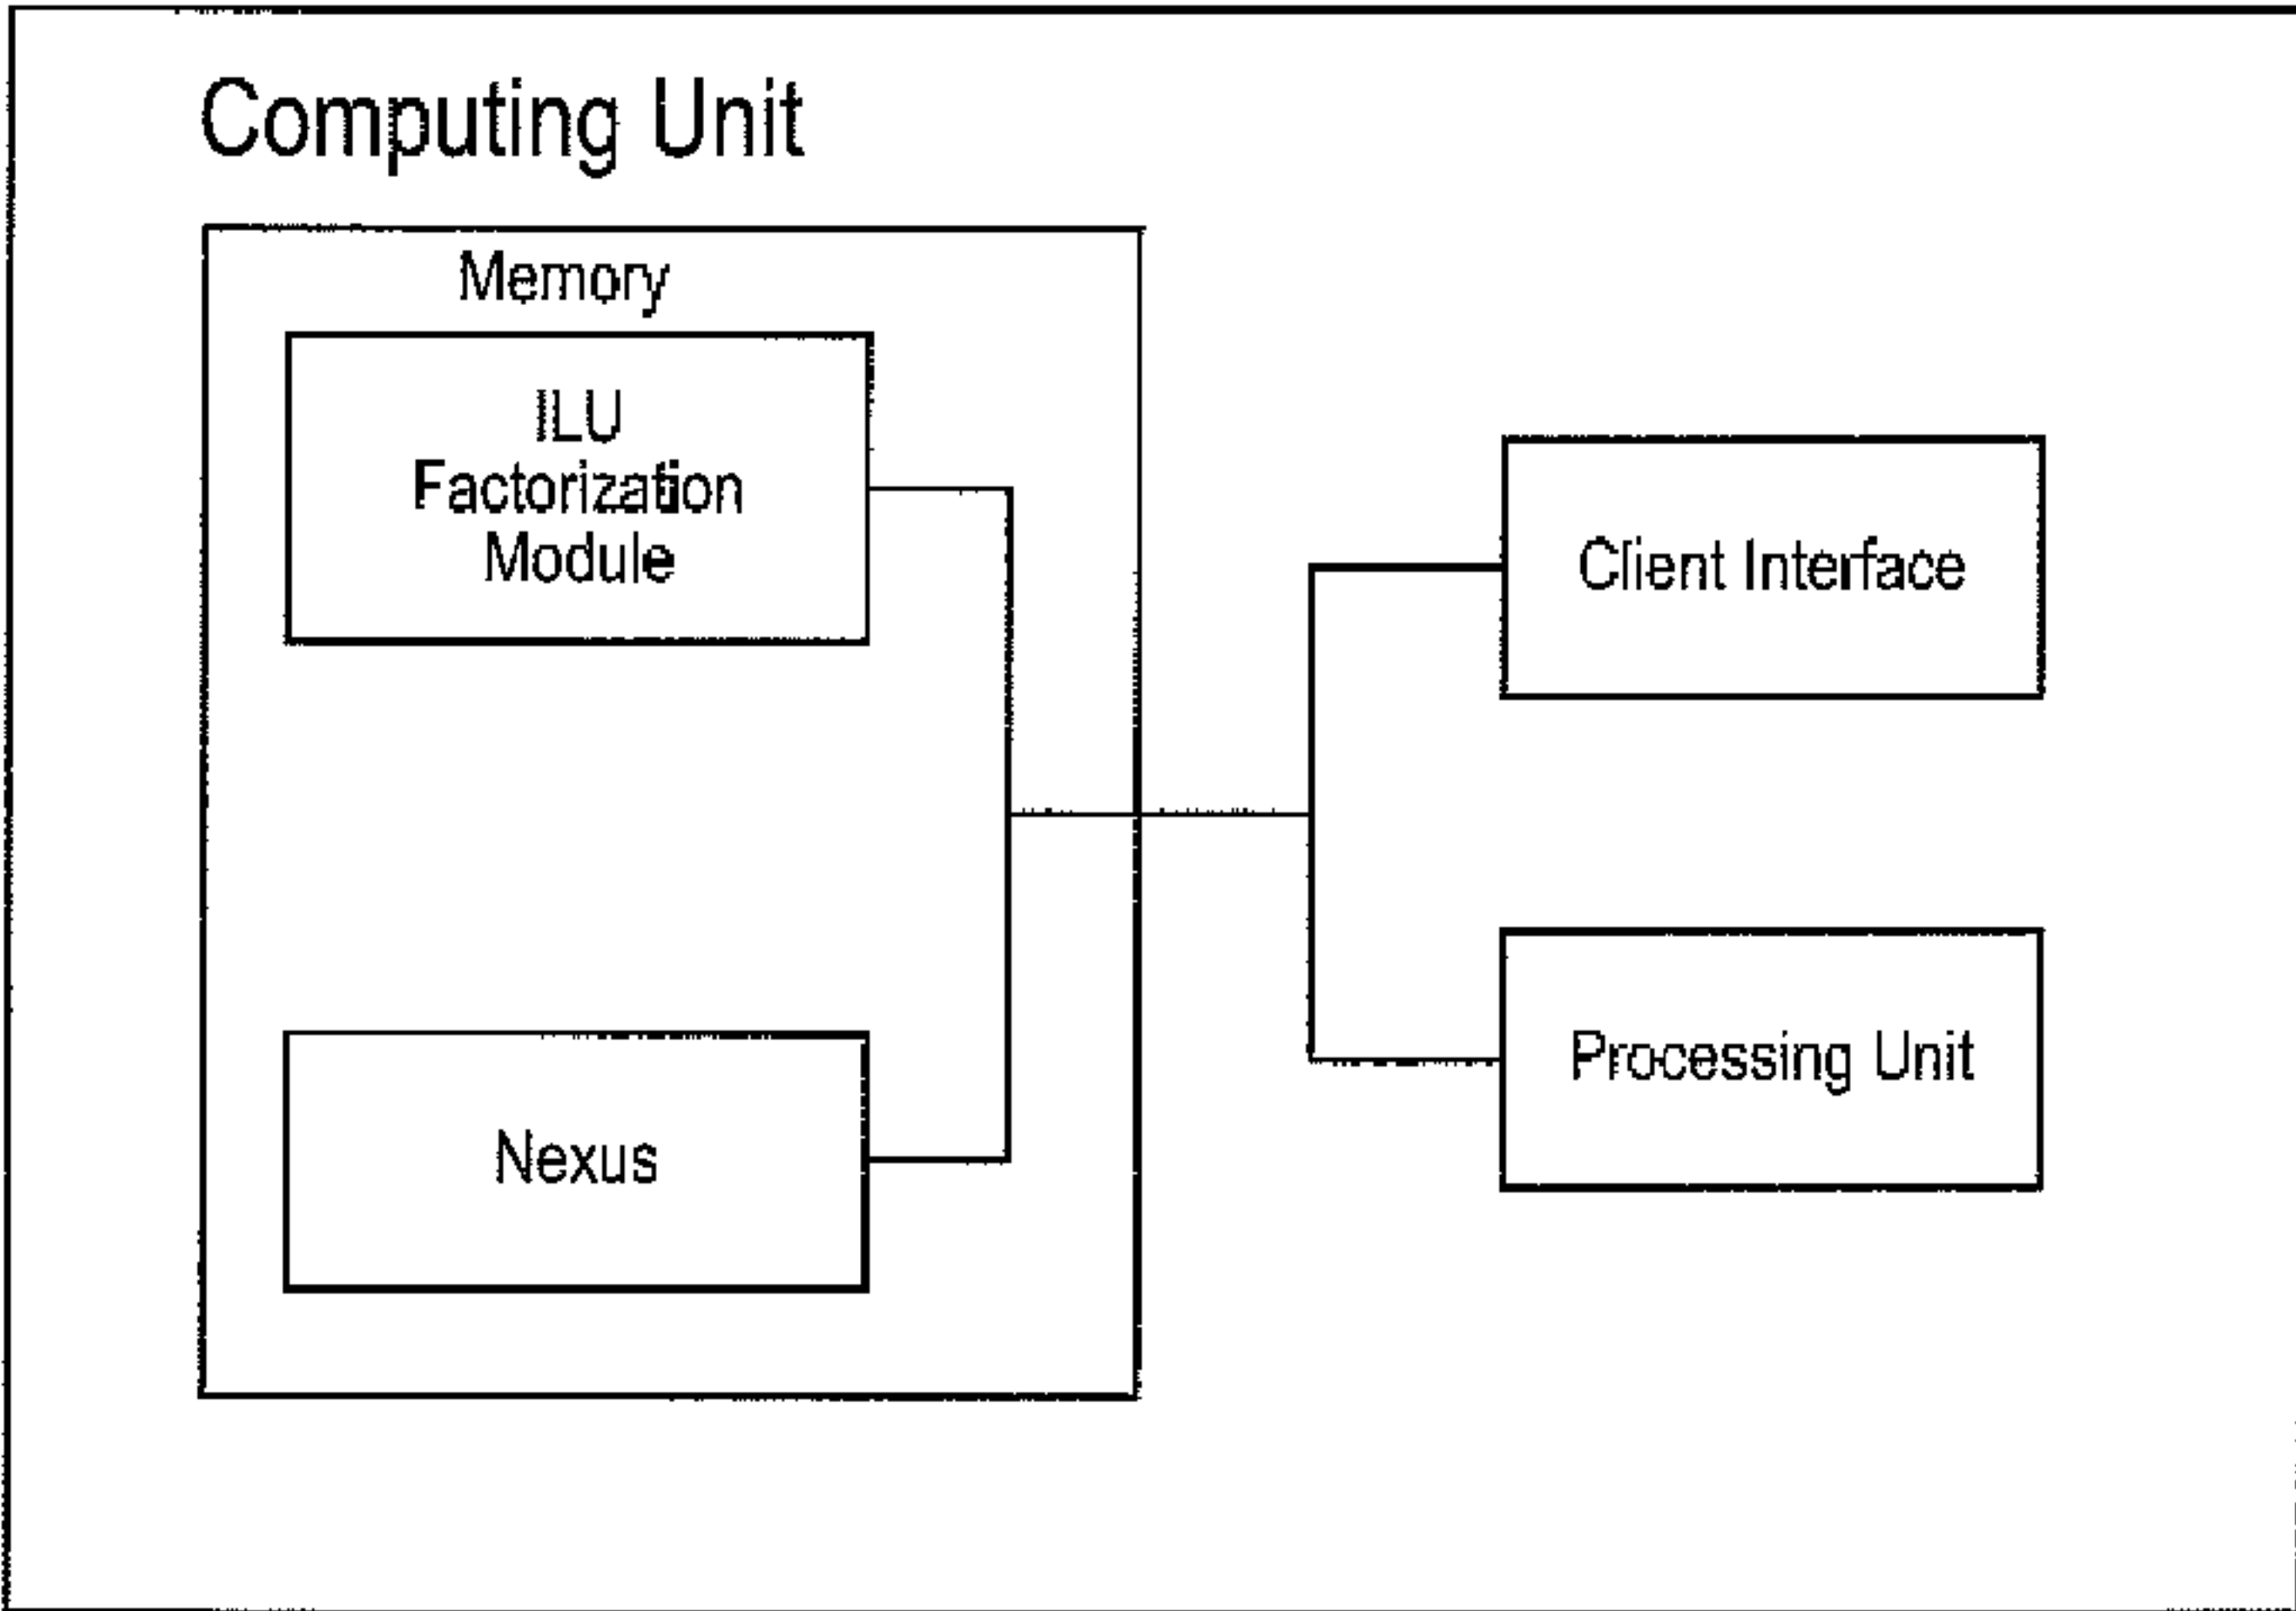 Computing Unit
Memory
ILU
Factorization
Module
Client Interface
Nexus
Processing Unit